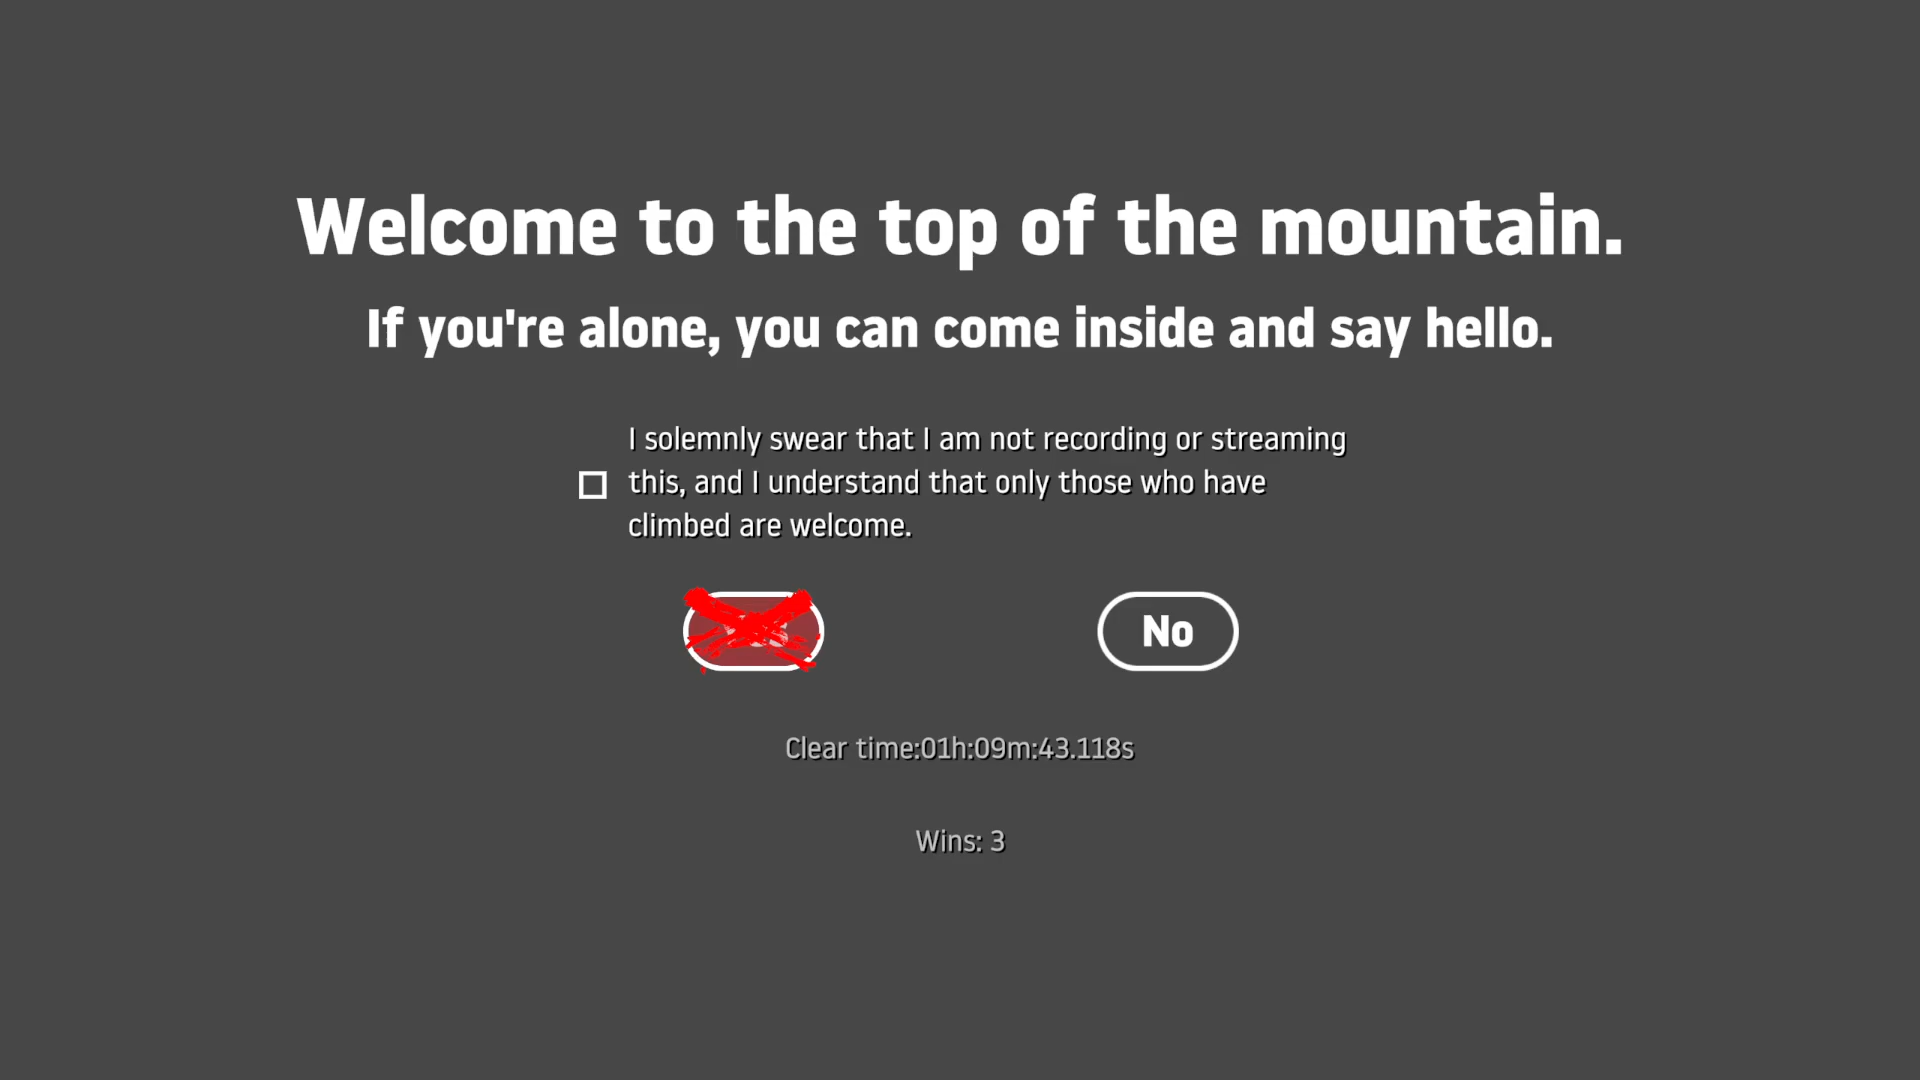 Welcome to the top of the mountain.
If you're alone, you can come inside and say hello.
I solemnly swear that I am not recording or streaming
this, and I understand that only those who have
climbed are welcome.
No
Clear time:01h:09m:43.118s
Wins: 3